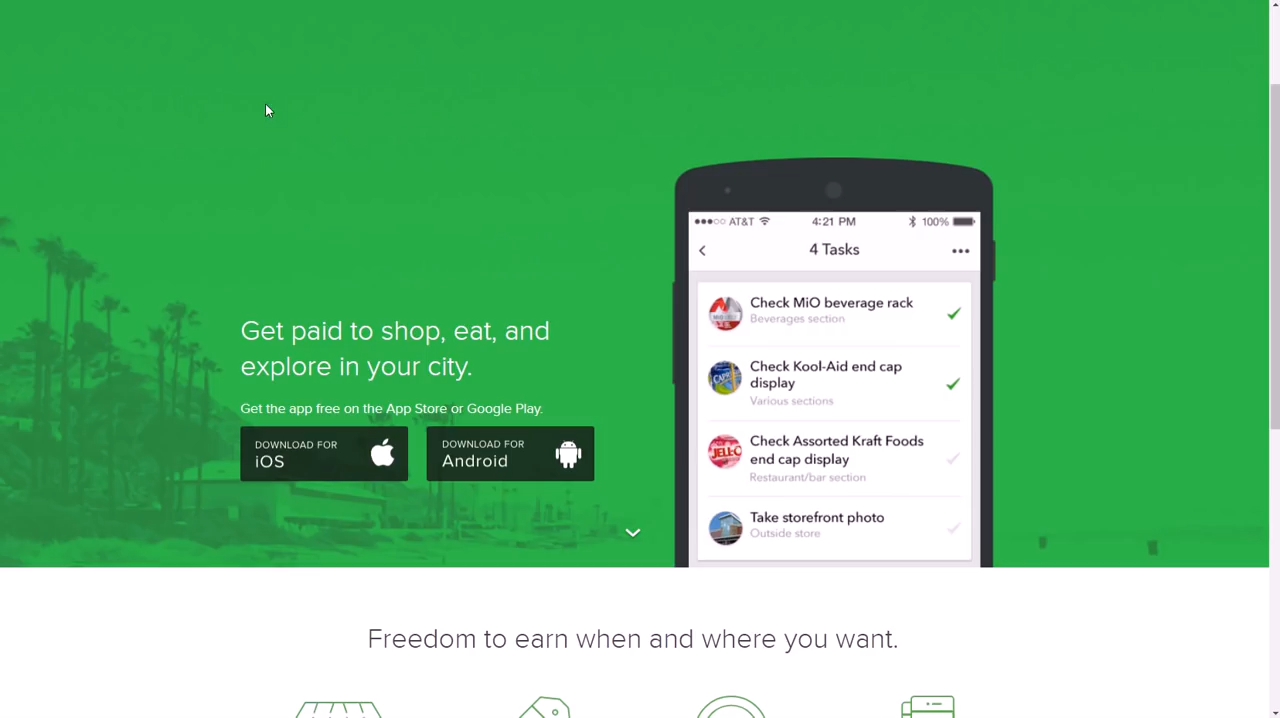 Get paid to shop, eat, and
explore in your city.
Get the app free on the App Store or Google Play.
DOWNLOAD FOR
iOS
DOWNLOAD FOR
Android
AT&T
4:21 PM
100%
4 Tasks
Check MiO beverage rack
Beverages section
Check Kool-Aid end cap
display
Various sections
JELL-O
Check Assorted Kraft Foods
end cap display
Restaurant/bar section
Take storefront photo
Outside store
Freedom to earn when and where you want.